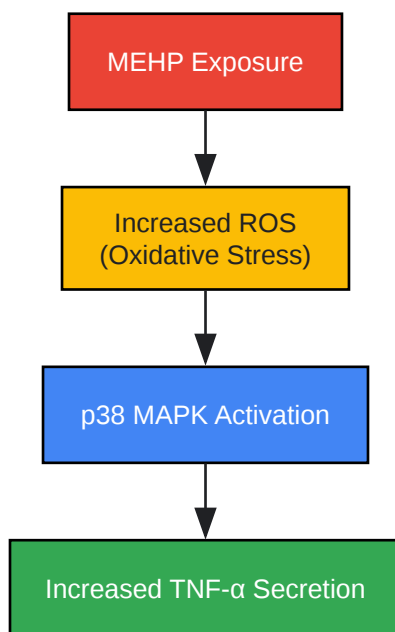 MEHP Exposure
Increased ROS
(Oxidative Stress)
p38 MAPK Activation
Increased TNF-α Secretion